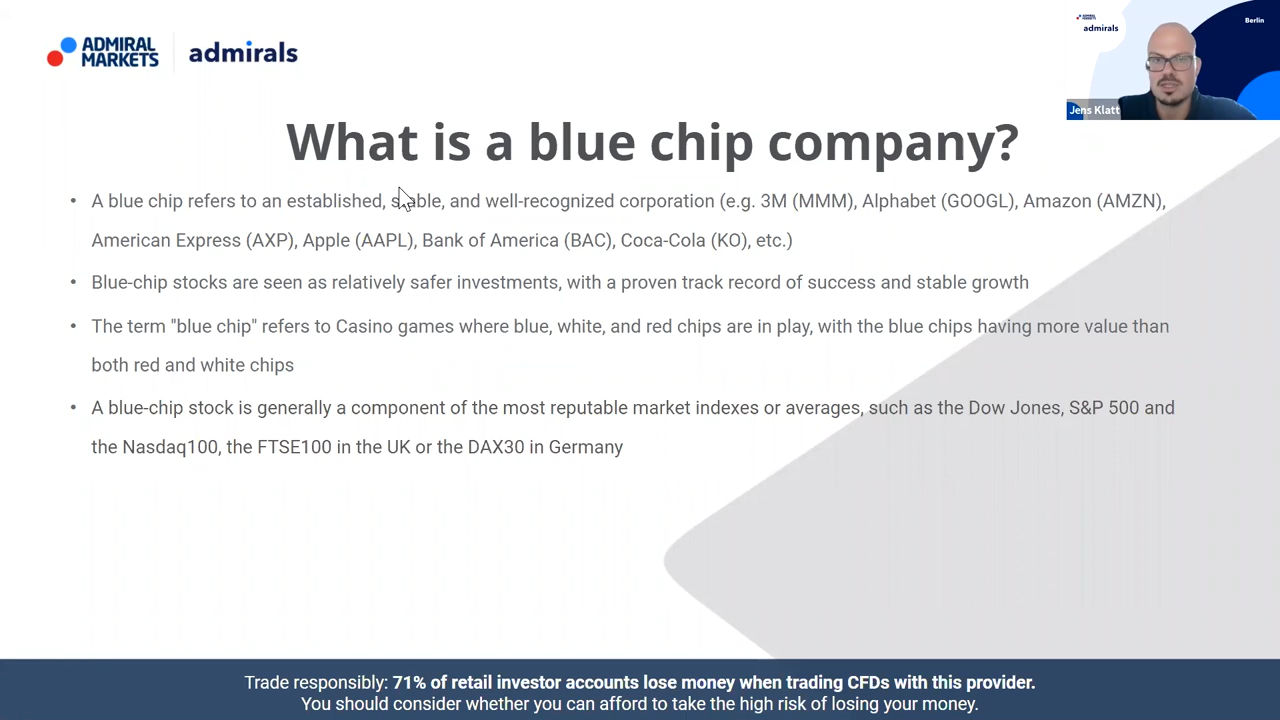 ADMIRAL
MARKETS
admirals
ADMIRAL
MARKETS
admirals
Berlin
Jens Klatt
What is a blue chip company?
• A blue chip refers to an established, stable, and well-recognized corporation (e.g. 3M (MMM), Alphabet (GOOGL), Amazon (AMZN),
American Express (AXP), Apple (AAPL), Bank of America (BAC), Coca-Cola (KO), etc.)
• Blue-chip stocks are seen as relatively safer investments, with a proven track record of success and stable growth
• The term "blue chip" refers to Casino games where blue, white, and red chips are in play, with the blue chips having more value than
both red and white chips
• A blue-chip stock is generally a component of the most reputable market indexes or averages, such as the Dow Jones, S&P 500 and
the Nasdaq100, the FTSE100 in the UK or the DAX30 in Germany
Trade responsibly: 71% of retail investor accounts lose money when trading CFDs with this provider.
You should consider whether you can afford to take the high risk of losing your money.